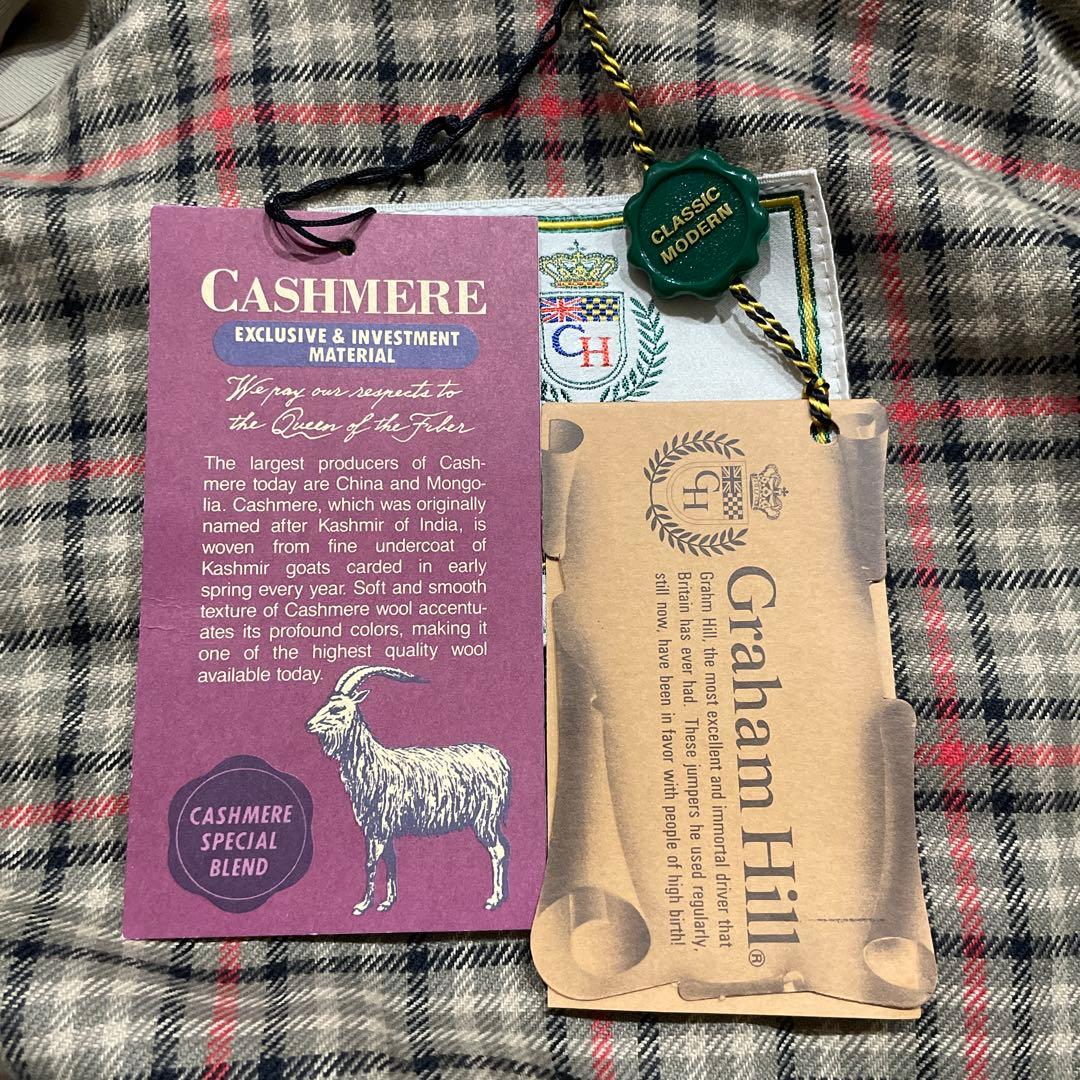 CASHMERE
EXCLUSIVE & INVESTMENT
MATERIAL
We pay our respects to
the Queen of the Fiber
The largest producers of Cash-
mere today are China and Mongo-
lia. Cashmere, which was originally
named after Kashmir of India, is
woven from fine undercoat of
Kashmir goats carded in early
spring every year. Soft and smooth
texture of Cashmere wool accentu-
ates its profound colors, making it
one of the highest quality wool
available today.
CASHMERE
SPECIAL
BLEND
GH
CLASSIC
MODERN
GH
Graham Hill®
Grahm Hill, the most excellent and immortal driver that
Britain has ever had. These jumpers he used regularly,
still now, have been in favor with people of high birth!